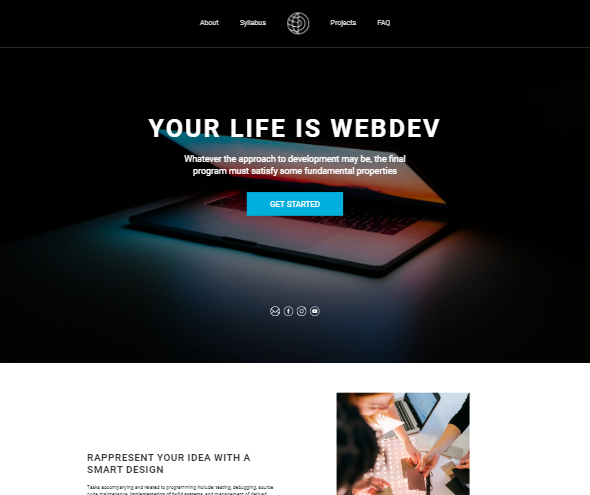 About Syllabus Projects FAQ
YOUR LIFE IS WEBDEV
Whatever the approach to development may be, the final
program must satisfy some fundamental properties
GET STARTED
RAPPRESENT YOUR IDEA WITH A
SMART DESIGN
Tasks accompanying and related to programming include: testing, debugging, source
code maintenance, implementation of build systems, and management of derived